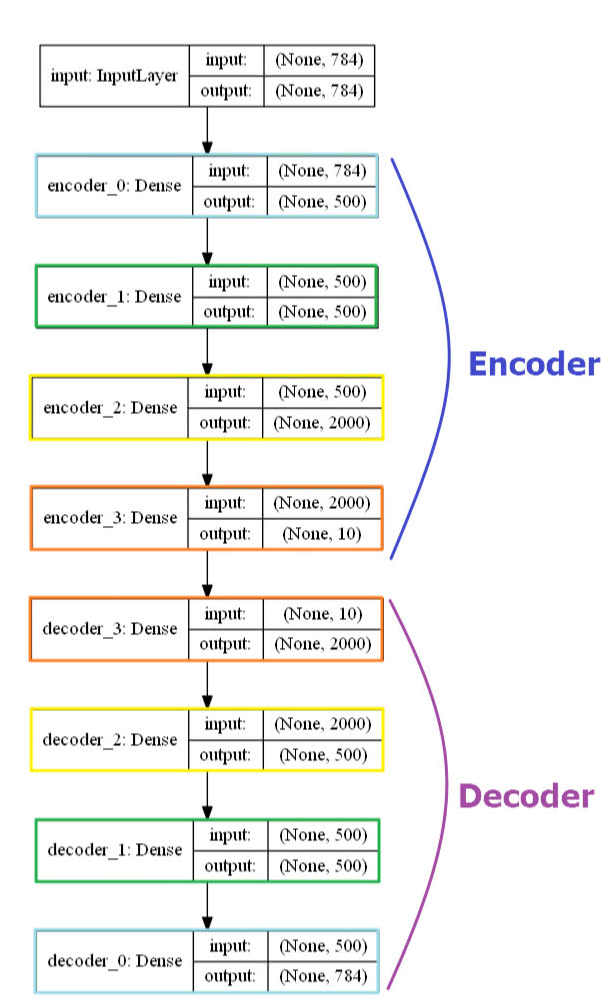 input: InputLayer
input: (None, 784)
output: (None, 784)
encoder_0: Dense
input: (None, 784)
output: (None, 500)
encoder_1: Dense
input: (None, 500)
output: (None, 500)
encoder_2: Dense
input: (None, 500)
output: (None, 2000)
encoder_3: Dense
input: (None, 2000)
output: (None, 10)
Encoder
decoder_3: Dense
input: (None, 10)
output: (None, 2000)
decoder_2: Dense
input: (None, 2000)
output: (None, 500)
decoder_1: Dense
input: (None, 500)
output: (None, 500)
decoder_0: Dense
input: (None, 500)
output: (None, 784)
Decoder